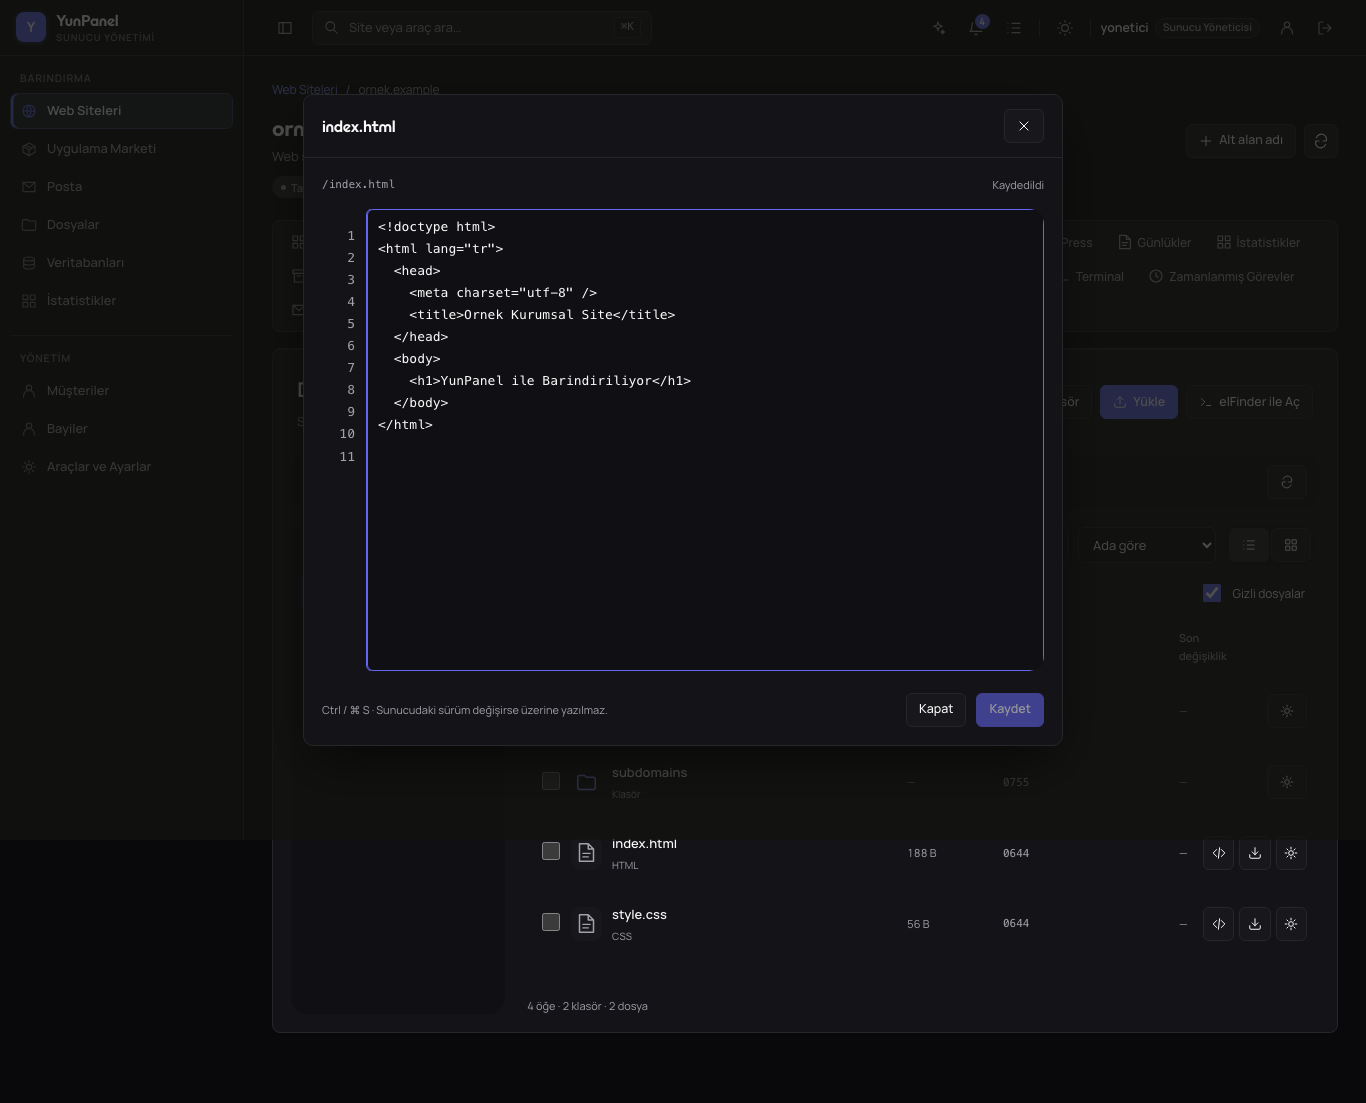 Y
YunPanel
SUNUCU YÖNETİMİ
Site veya araç ara...
⌘K
4
yonetici
Sunucu Yöneticisi
BARINDIRMA
Web Siteleri
Uygulama Marketi
Posta
Dosyalar
Veritabanları
İstatistikler
YÖNETİM
Müşteriler
Bayiler
Araçlar ve Ayarlar
Web Siteleri / ornek.example
Alt alan adı
Press
Günlükler
İstatistikler
Terminal
Zamanlanmış Görevler
Yükle
elFinder ile Aç
Ada göre
Gizli dosyalar
Son
değişiklik
index.html
/index.html
Kaydedildi
1 <!doctype html>
2 <html lang="tr">
3 <head>
4 <meta charset="utf-8" />
5 <title>Ornek Kurumsal Site</title>
6 </head>
7 <body>
8 <h1>YunPanel ile Barindiriliyor</h1>
9 </body>
10 </html>
11
Ctrl / ⌘ S · Sunucudaki sürüm değişirse üzerine yazılmaz.
Kapat
Kaydet
–
subdomains
Klasör
– 0755 –
index.html
HTML
188 B 0644 –
style.css
CSS
56 B 0644 –
4 öğe · 2 klasör · 2 dosya